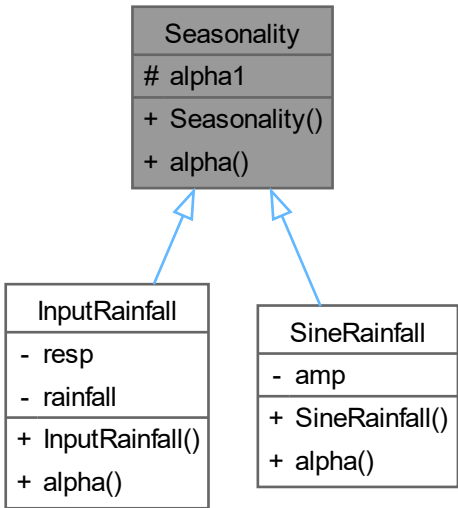 Seasonality
# alpha1
+ Seasonality()
+ alpha()
InputRainfall
- resp
- rainfall
+ InputRainfall()
+ alpha()
SineRainfall
- amp
+ SineRainfall()
+ alpha()